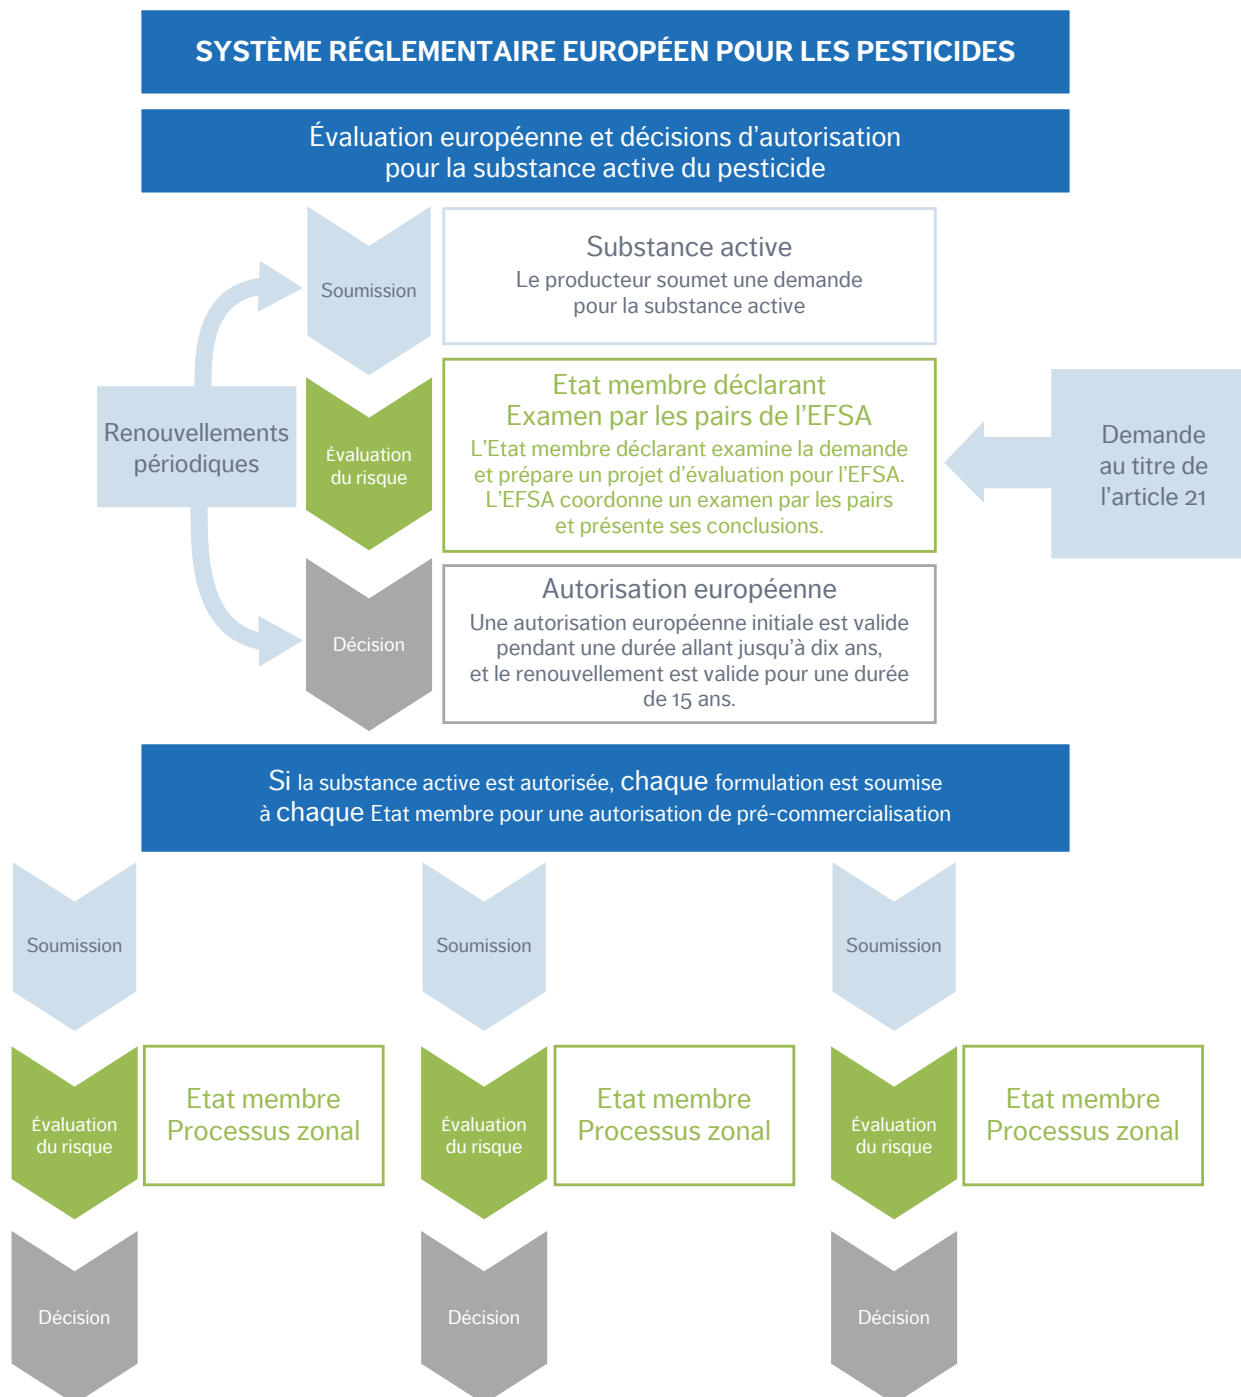 SYSTÈME RÉGLEMENTAIRE EUROPÉEN POUR LES PESTICIDES
Évaluation européenne et décisions d’autorisation
pour la substance active du pesticide
Soumission
Substance active
Le producteur soumet une demande
pour la substance active
Renouvellements
périodiques
Évaluation
du risque
Etat membre déclarant
Examen par les pairs de l’EFSA
L’Etat membre déclarant examine la demande
et prépare un projet d’évaluation pour l’EFSA.
L’EFSA coordonne un examen par les pairs
et présente ses conclusions.
Demande
au titre de
l’article 21
Décision
Autorisation européenne
Une autorisation européenne initiale est valide
pendant une durée allant jusqu’à dix ans,
et le renouvellement est valide pour une durée
de 15 ans.
Si la substance active est autorisée, chaque formulation est soumise
à chaque Etat membre pour une autorisation de pré-commercialisation
Soumission
Soumission
Soumission
Évaluation
du risque
Etat membre
Processus zonal
Évaluation
du risque
Etat membre
Processus zonal
Évaluation
du risque
Etat membre
Processus zonal
Décision
Décision
Décision